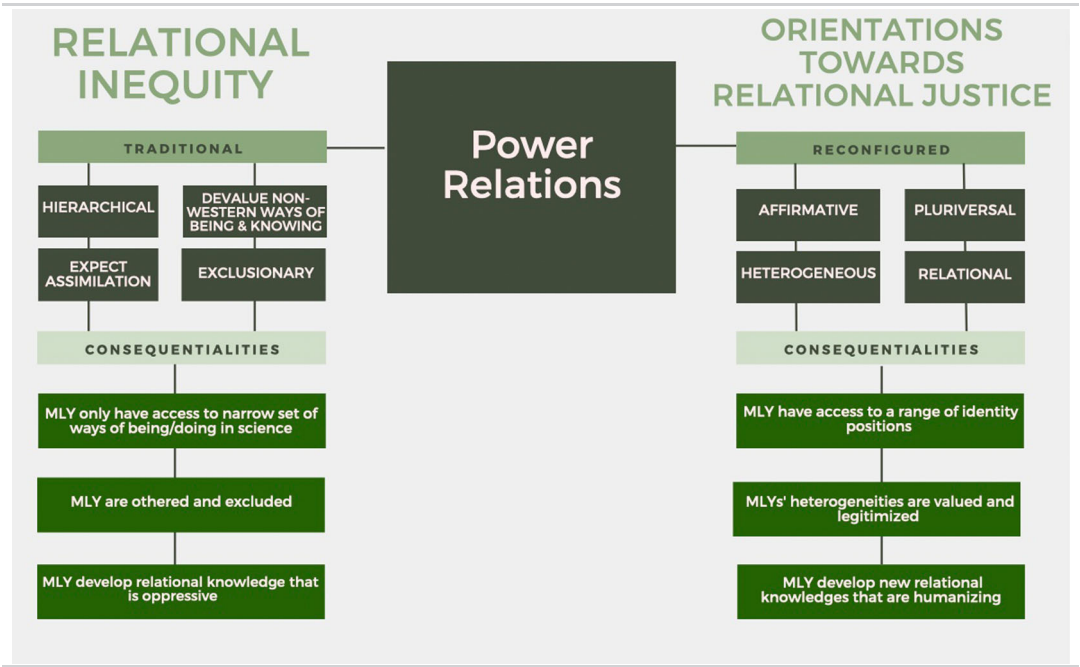 RELATIONAL
INEQUITY
TRADITIONAL
HIERARCHICAL
DEVALUE NON-
WESTERN WAYS OF
BEING & KNOWING
EXPECT
ASSIMILATION
EXCLUSIONARY
CONSEQUENTIALITIES
MLY only have access to narrow set of
ways of being/doing in science
MLY are othered and excluded
MLY develop relational knowledge that
is oppressive
Power
Relations
ORIENTATIONS
TOWARDS
RELATIONAL JUSTICE
RECONFIGURED
AFFIRMATIVE
PLURIVERSAL
HETEROGENEOUS
RELATIONAL
CONSEQUENTIALITIES
MLY have access to a range of identity
positions
MLYs' heterogeneities are valued and
legitimized
MLY develop new relational
knowledges that are humanizing